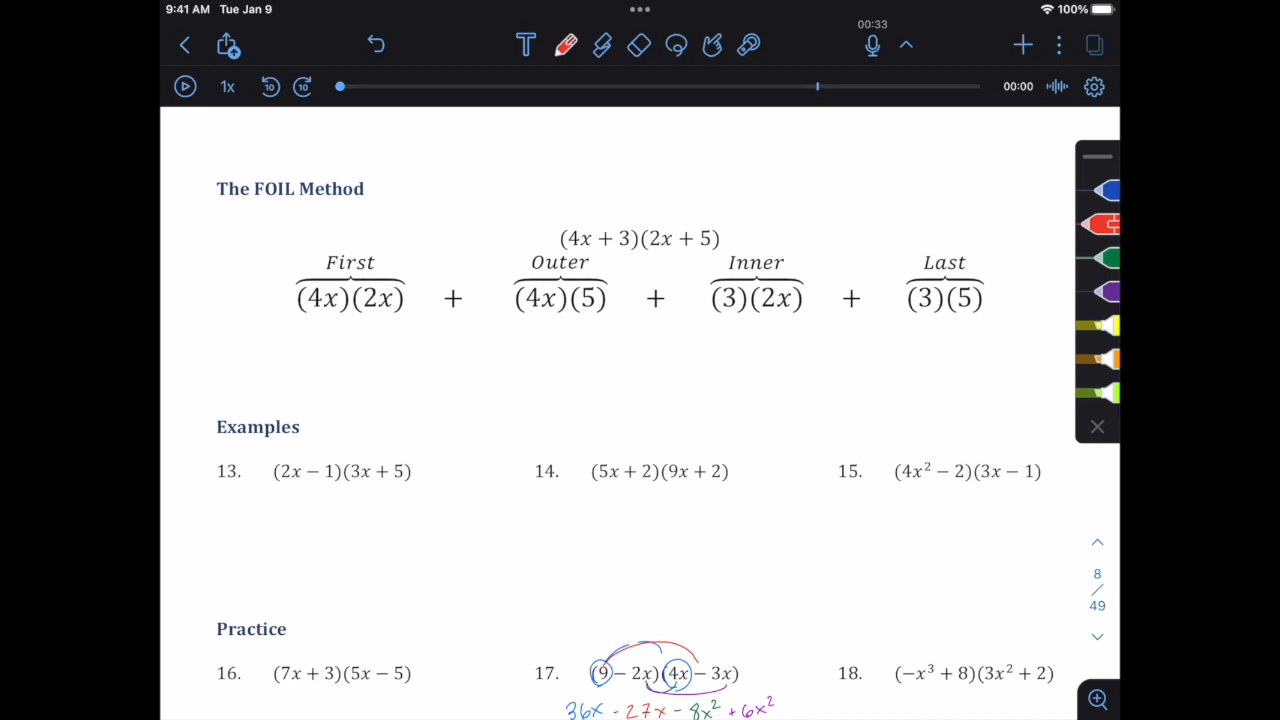 9:41 AM Tue Jan 9
100%
00:33
1x
10
10
00:00
The FOIL Method
(4x + 3)(2x + 5)
First Outer Inner Last
(4x)(2x) + (4x)(5) + (3)(2x) + (3)(5)
Examples
13. (2x − 1)(3x + 5) 14. (5x + 2)(9x + 2) 15. (4x² − 2)(3x − 1)
8
/
49
Practice
16. (7x + 3)(5x − 5) 17. (9 − 2x)(4x − 3x) 18. (−x³ + 8)(3x² + 2)
36x - 27x - 8x² + 6x²